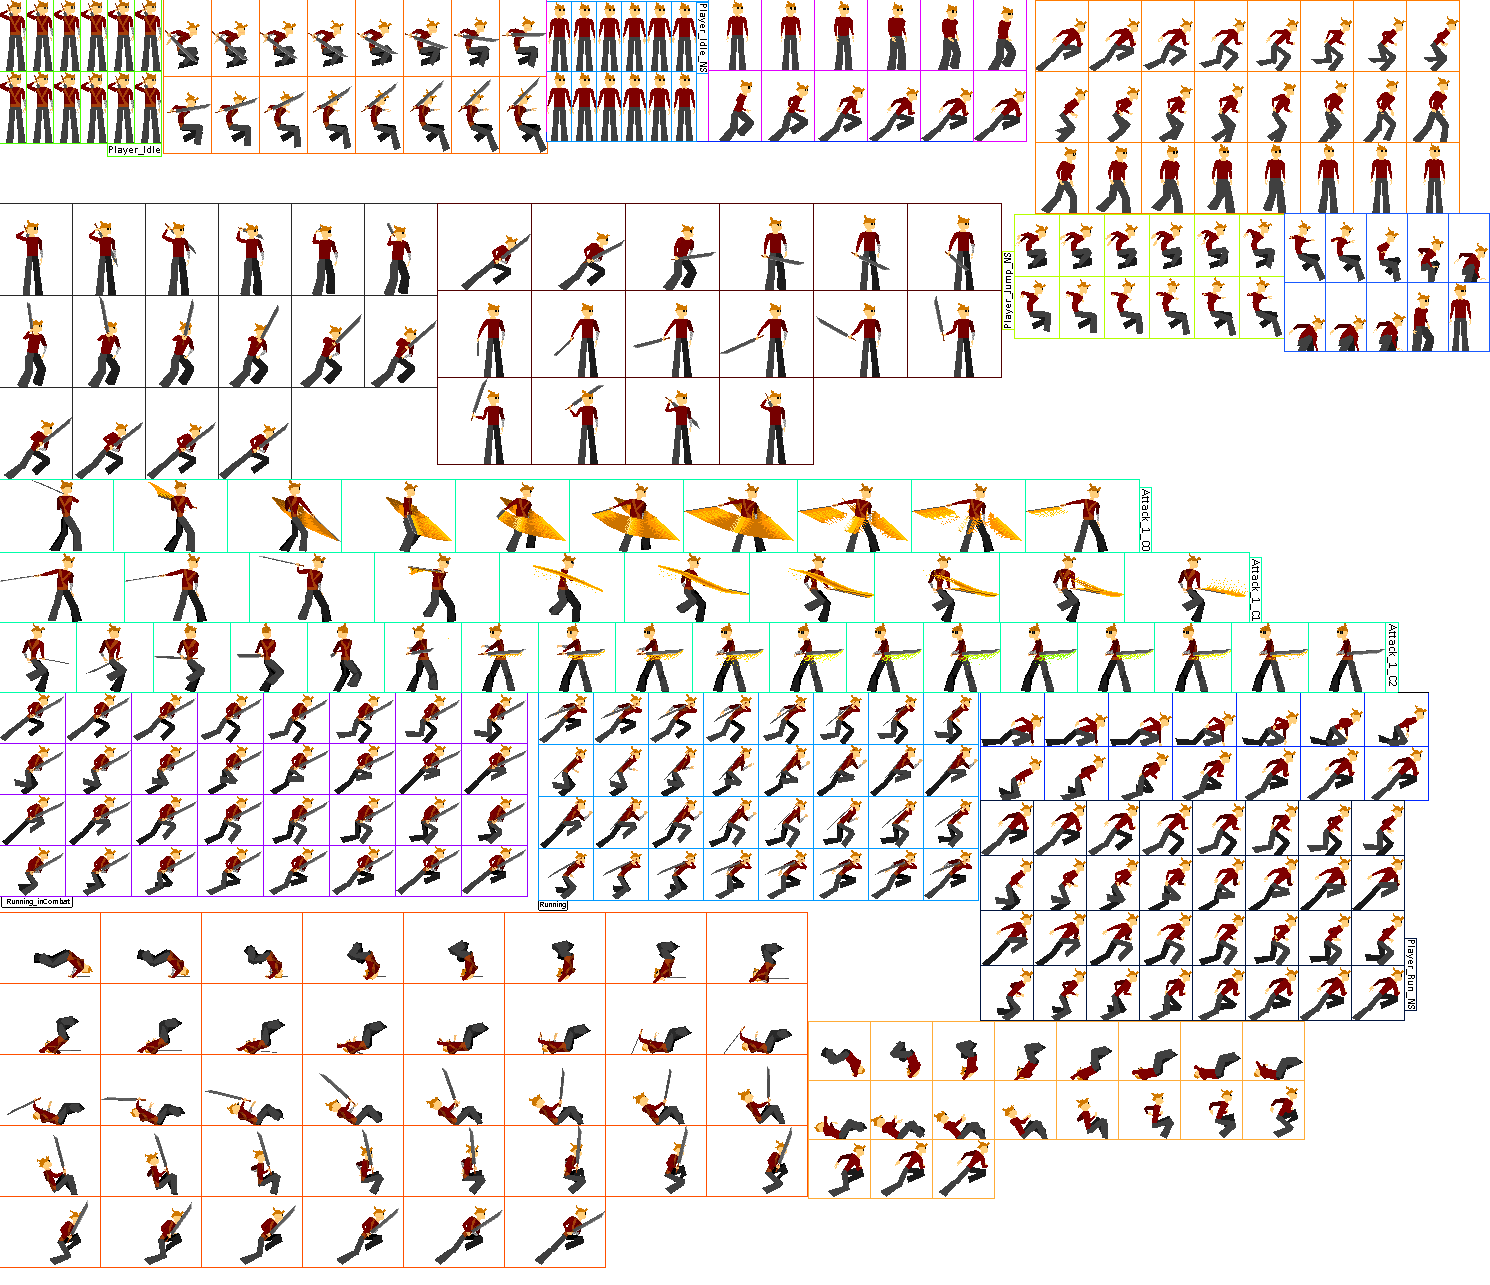 Player_Idle
Player_Idle_NS
Player_Jump_NS
Attack_1_C0
Attack_1_C1
Attack_1_C2
Running_inCombat
Running
Player_Run_NS